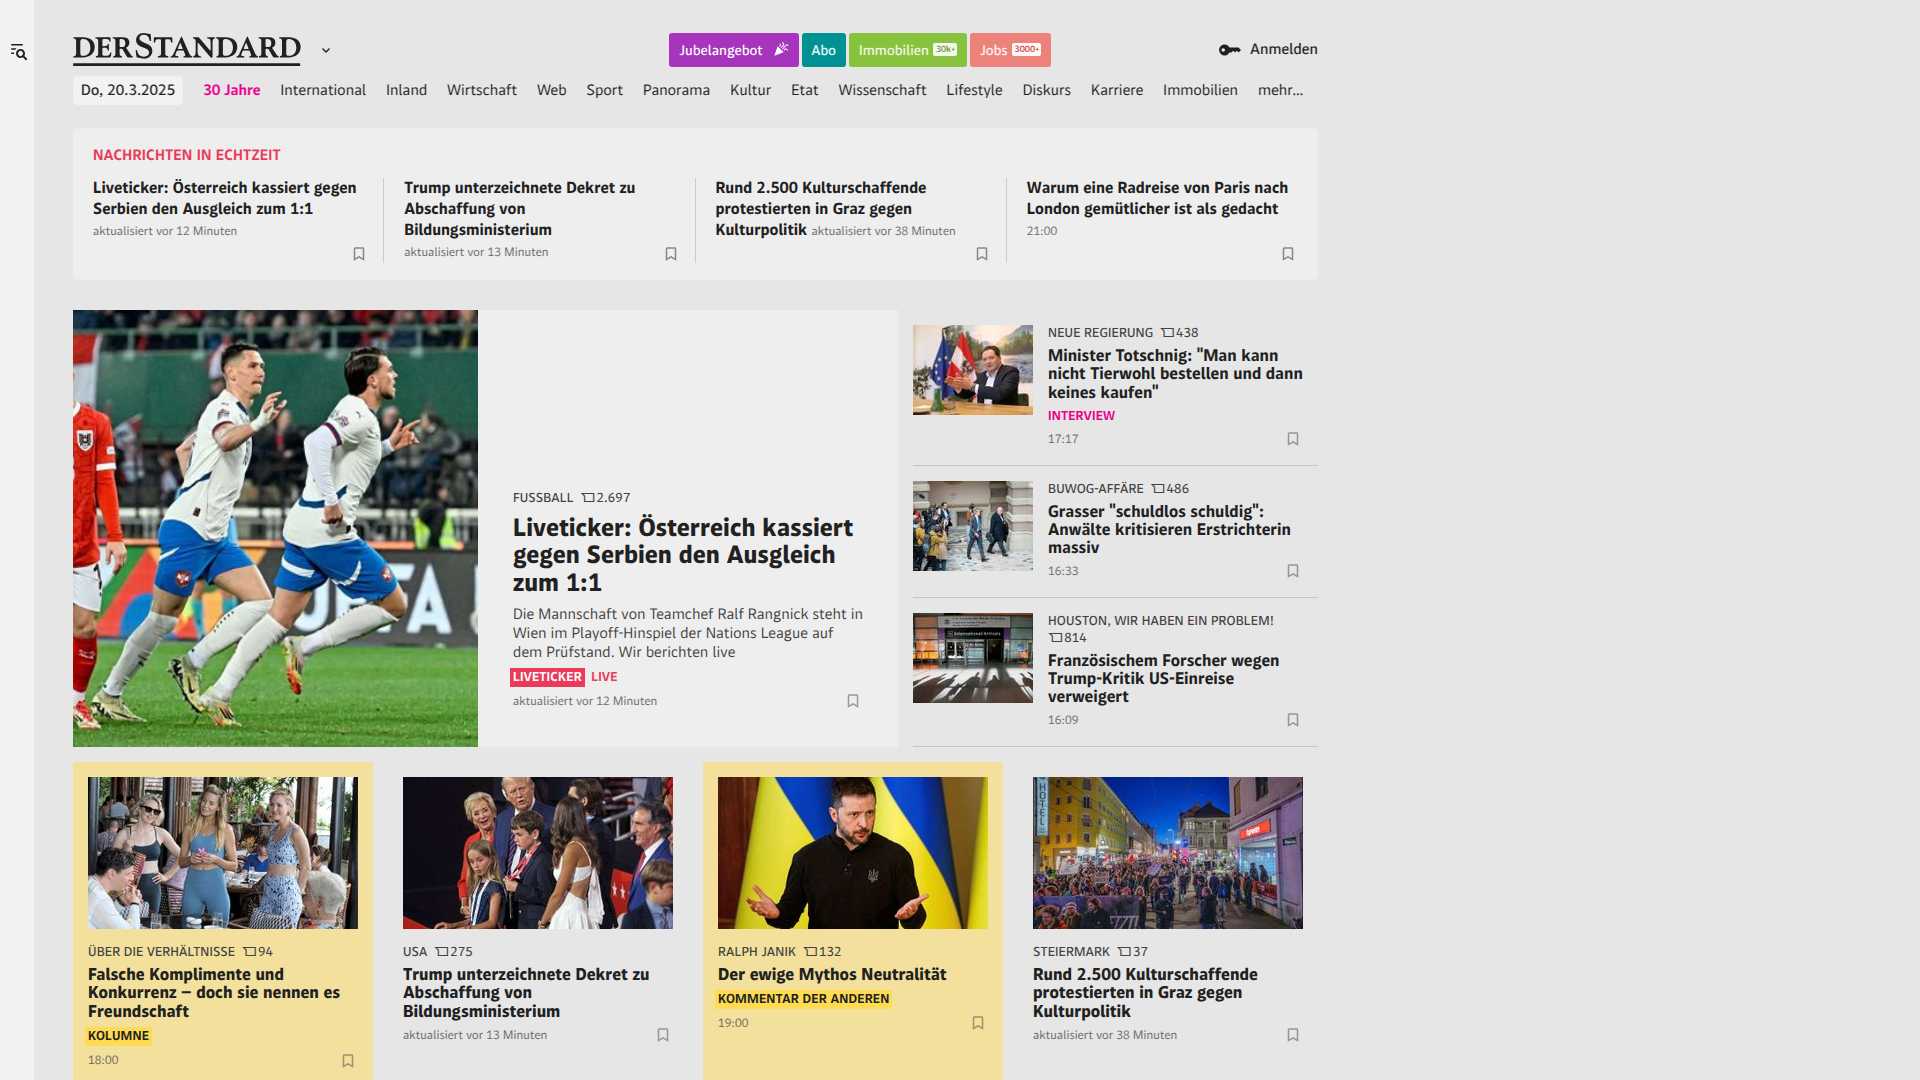 DERSTANDARD
Jubelangebot
Abo
Immobilien 30k+
Jobs 3000+
Anmelden
Do, 20.3.2025
30 Jahre
International
Inland
Wirtschaft
Web
Sport
Panorama
Kultur
Etat
Wissenschaft
Lifestyle
Diskurs
Karriere
Immobilien
mehr...
NACHRICHTEN IN ECHTZEIT
Liveticker: Österreich kassiert gegen
Serbien den Ausgleich zum 1:1
aktualisiert vor 12 Minuten
Trump unterzeichnete Dekret zu
Abschaffung von
Bildungsministerium
aktualisiert vor 13 Minuten
Rund 2.500 Kulturschaffende
protestierten in Graz gegen
Kulturpolitik aktualisiert vor 38 Minuten
Warum eine Radreise von Paris nach
London gemütlicher ist als gedacht
21:00
FUSSBALL 2.697
Liveticker: Österreich kassiert
gegen Serbien den Ausgleich
zum 1:1
Die Mannschaft von Teamchef Ralf Rangnick steht in
Wien im Playoff-Hinspiel der Nations League auf
dem Prüfstand. Wir berichten live
LIVETICKER LIVE
aktualisiert vor 12 Minuten
NEUE REGIERUNG 438
Minister Totschnig: "Man kann
nicht Tierwohl bestellen und dann
keines kaufen"
INTERVIEW
17:17
BUWOG-AFFÄRE 486
Grasser "schuldlos schuldig":
Anwälte kritisieren Erstrichterin
massiv
16:33
HOUSTON, WIR HABEN EIN PROBLEM!
814
Französischem Forscher wegen
Trump-Kritik US-Einreise
verweigert
16:09
ÜBER DIE VERHÄLTNISSE 94
Falsche Komplimente und
Konkurrenz – doch sie nennen es
Freundschaft
KOLUMNE
18:00
USA 275
Trump unterzeichnete Dekret zu
Abschaffung von
Bildungsministerium
aktualisiert vor 13 Minuten
RALPH JANIK 132
Der ewige Mythos Neutralität
KOMMENTAR DER ANDEREN
19:00
HOTEL
STEIERMARK 37
Rund 2.500 Kulturschaffende
protestierten in Graz gegen
Kulturpolitik
aktualisiert vor 38 Minuten